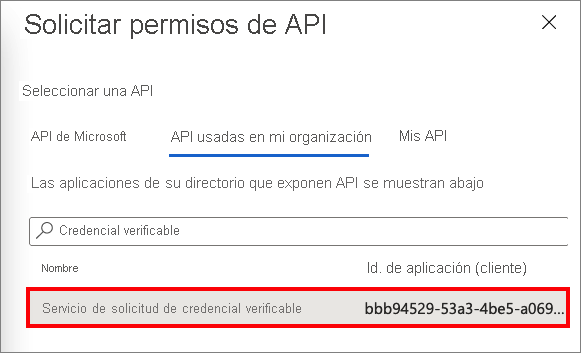 Solicitar permisos de API
Seleccionar una API
API de Microsoft API usadas en mi organización Mis API
Las aplicaciones de su directorio que exponen API se muestran abajo
Credencial verificable
Nombre Id. de aplicación (cliente)
Servicio de solicitud de credencial verificable bbb94529-53a3-4be5-a069...